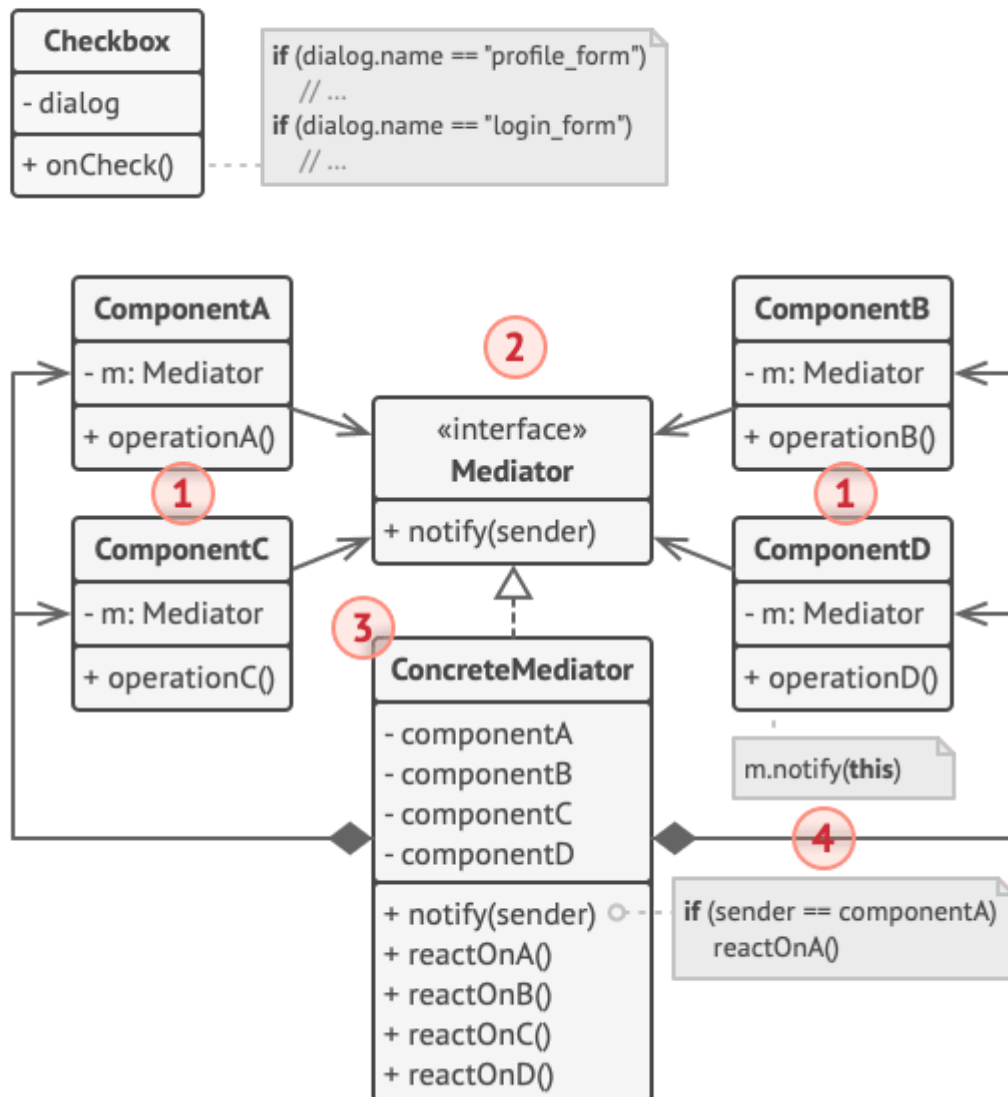 Checkbox
- dialog
+ onCheck()
if (dialog.name == "profile_form")
// ...
if (dialog.name == "login_form")
// ...
ComponentA
- m: Mediator
+ operationA()
ComponentB
- m: Mediator
+ operationB()
2
«interface»
Mediator
+ notify(sender)
1
1
ComponentC
- m: Mediator
+ operationC()
ComponentD
- m: Mediator
+ operationD()
3
ConcreteMediator
- componentA
- componentB
- componentC
- componentD
m.notify(this)
4
+ notify(sender)
+ reactOnA()
+ reactOnB()
+ reactOnC()
+ reactOnD()
if (sender == componentA)
reactOnA()